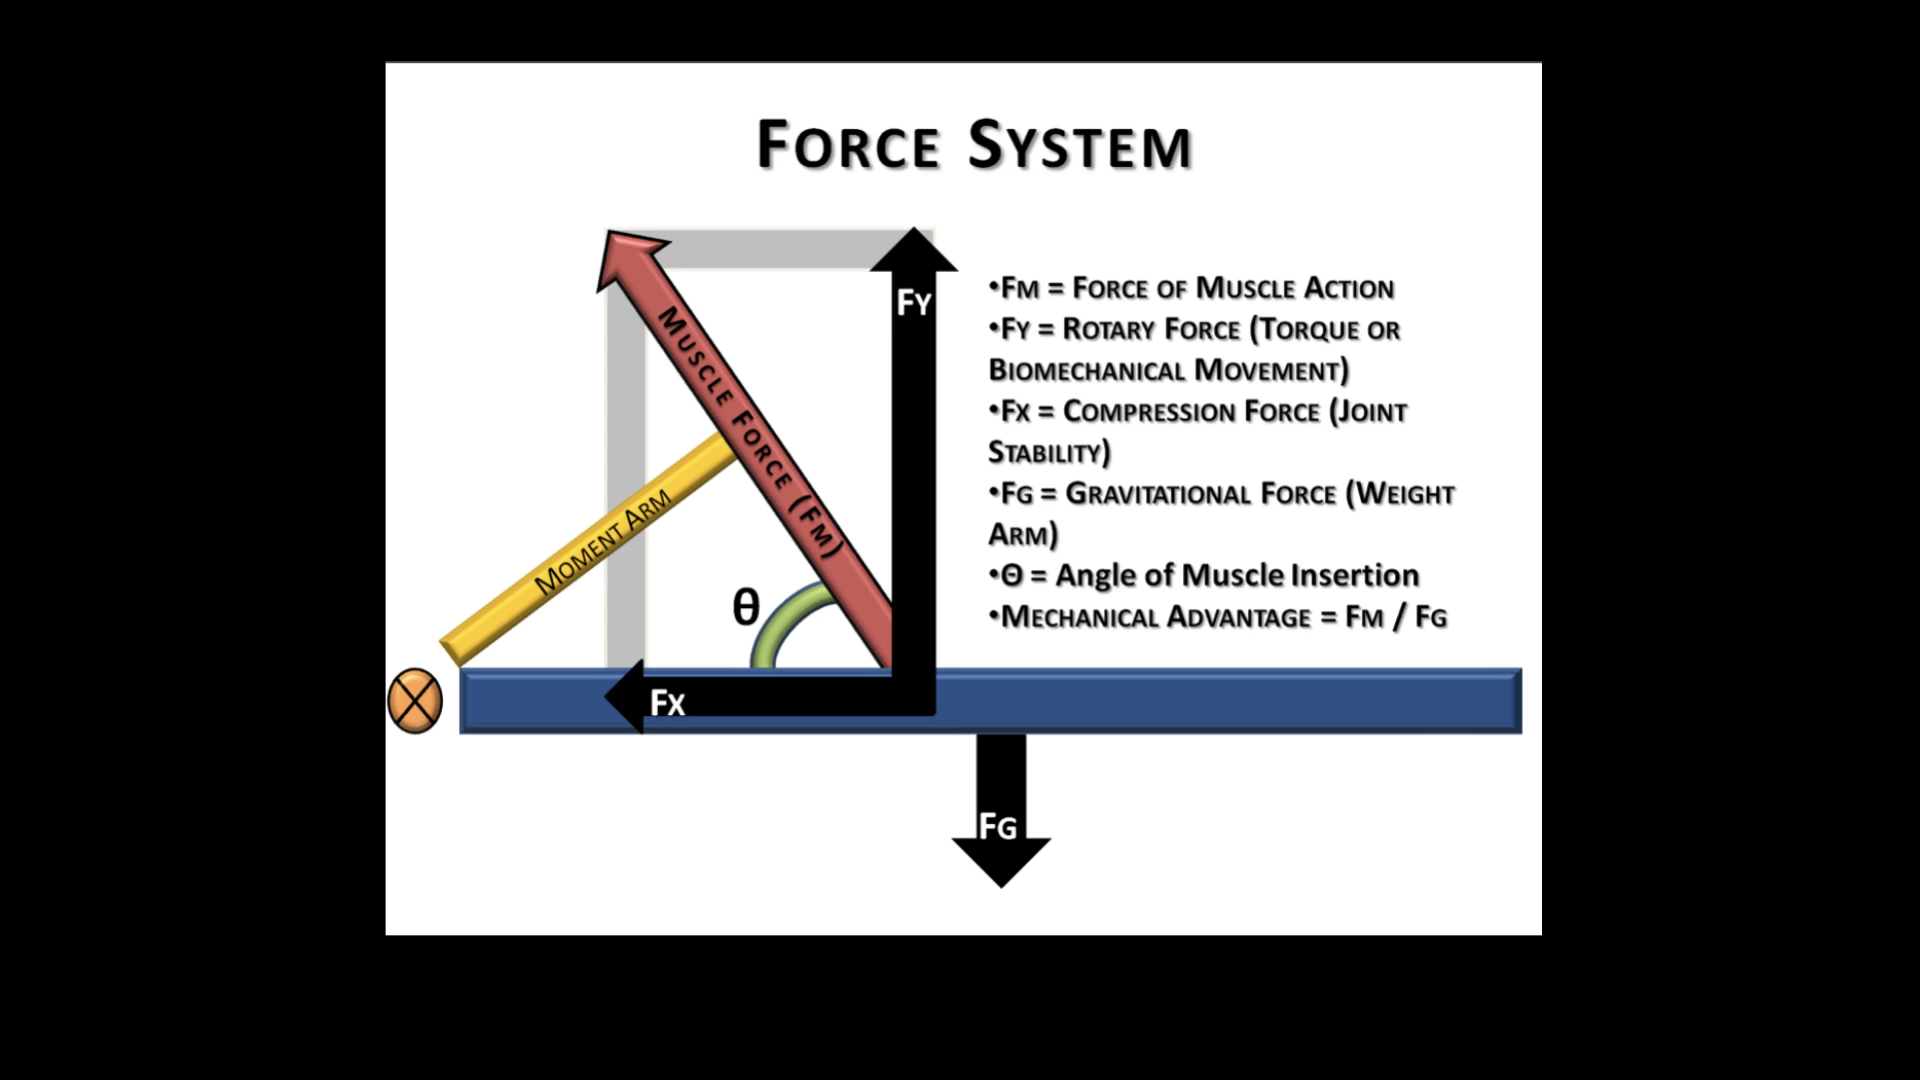 Force System
Fy
Muscle Force (Fm)
Moment Arm
θ
Fx
Fg
•Fm = Force of Muscle Action
•Fy = Rotary Force (Torque or
Biomechanical Movement)
•Fx = Compression Force (Joint
Stability)
•Fg = Gravitational Force (Weight
Arm)
•Θ = Angle of Muscle Insertion
•Mechanical Advantage = Fm / Fg